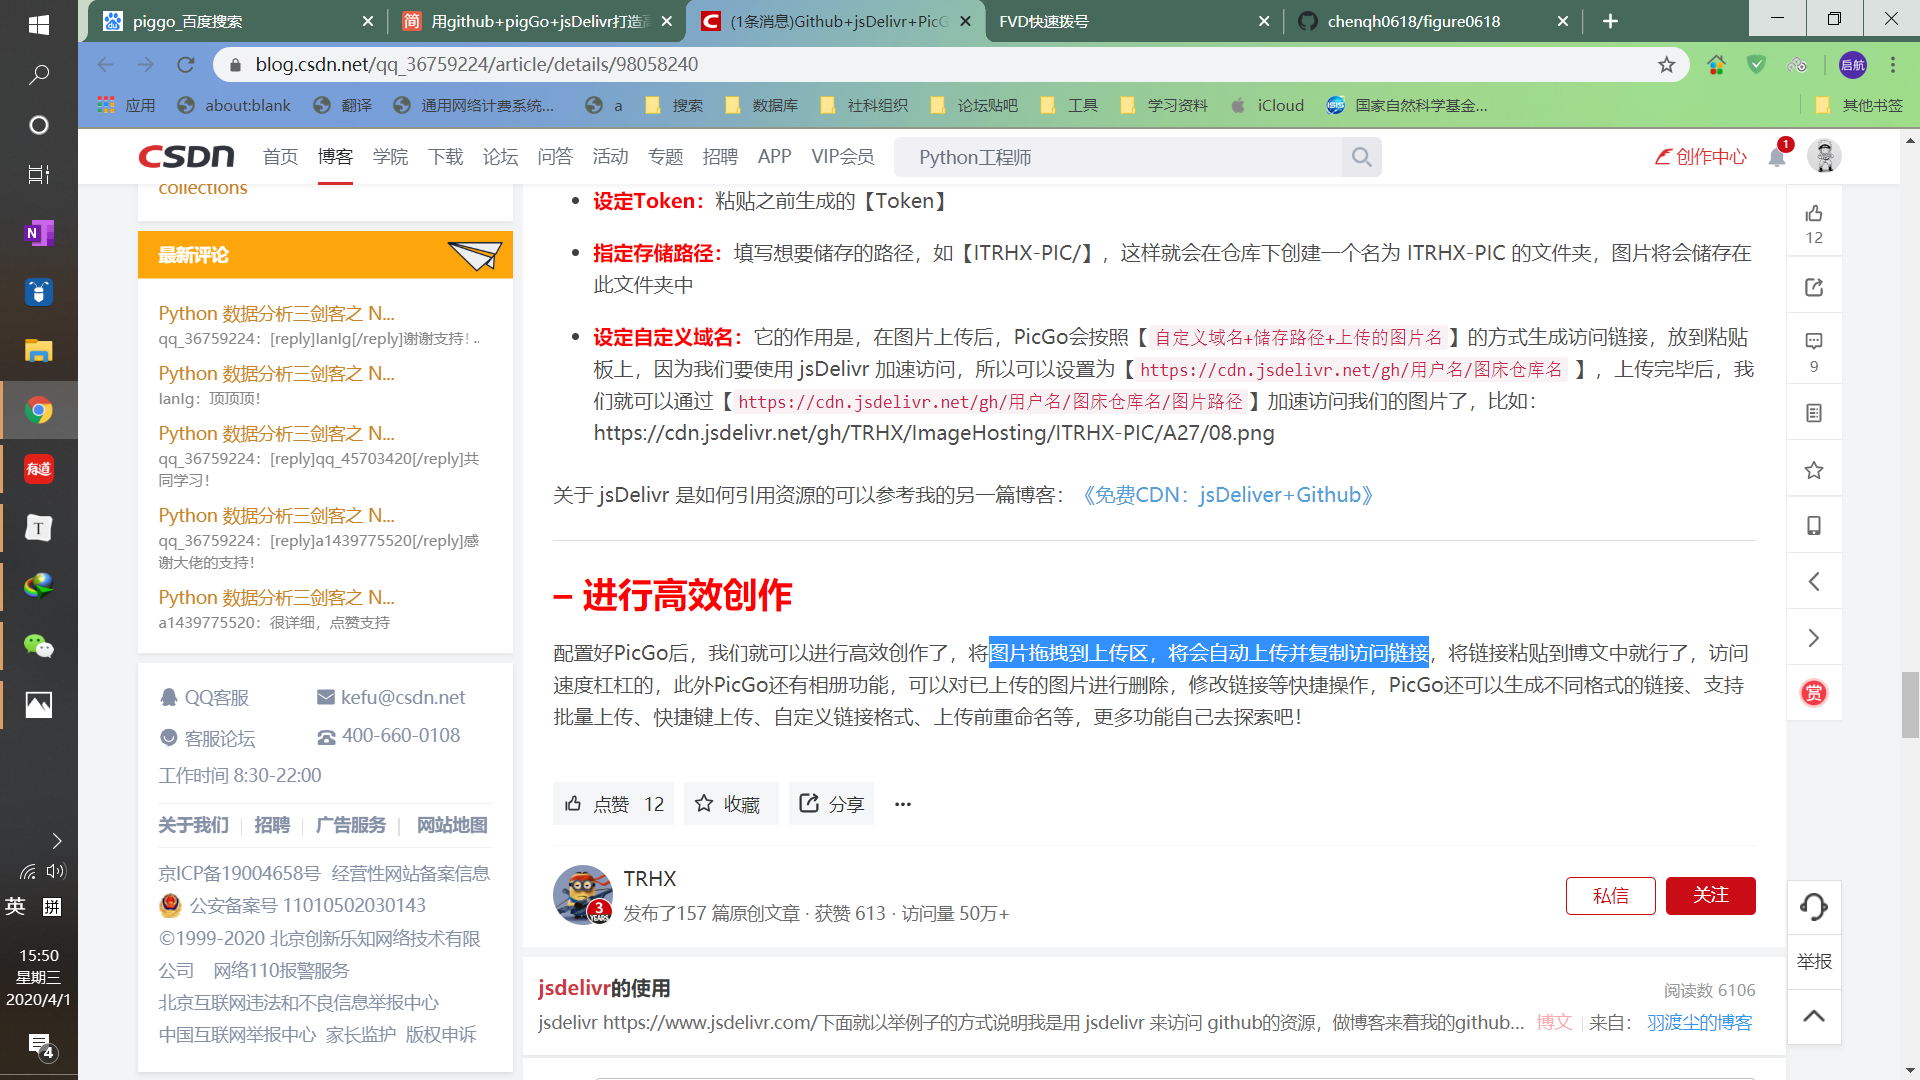 piggo_百度搜索
用github+pigGo+jsDelivr打造高
(1条消息)Github+jsDelivr+PicG
FVD快速拨号
chenqh0618/figure0618
blog.csdn.net/qq_36759224/article/details/98058240
启航
应用 about:blank 翻译 通用网络计费系统... a 搜索 数据库 社科组织 论坛贴吧 工具 学习资料 iCloud 国家自然科学基金... 其他书签
CSDN 首页 博客 学院 下载 论坛 问答 活动 专题 招聘 APP VIP会员 Python工程师 创作中心 1
collections
最新评论
Python 数据分析三剑客之 N...
qq_36759224：[reply]lanlg[/reply]谢谢支持！..
Python 数据分析三剑客之 N...
lanlg：顶顶顶！
Python 数据分析三剑客之 N...
qq_36759224：[reply]qq_45703420[/reply]共
同学习！
Python 数据分析三剑客之 N...
qq_36759224：[reply]a1439775520[/reply]感
谢大佬的支持！
Python 数据分析三剑客之 N...
a1439775520：很详细，点赞支持
QQ客服 kefu@csdn.net
客服论坛 400-660-0108
工作时间 8:30-22:00
关于我们 招聘 广告服务 网站地图
京ICP备19004658号 经营性网站备案信息
公安备案号 11010502030143
©1999-2020 北京创新乐知网络技术有限
公司 网络110报警服务
北京互联网违法和不良信息举报中心
中国互联网举报中心 家长监护 版权申诉
设定Token：粘贴之前生成的【Token】
指定存储路径：填写想要储存的路径，如【ITRHX-PIC/】，这样就会在仓库下创建一个名为 ITRHX-PIC 的文件夹，图片将会储存在
此文件夹中
设定自定义域名：它的作用是，在图片上传后，PicGo会按照【 自定义域名+储存路径+上传的图片名 】的方式生成访问链接，放到粘贴
板上，因为我们要使用 jsDelivr 加速访问，所以可以设置为【 https://cdn.jsdelivr.net/gh/用户名/图床仓库名 】，上传完毕后，我
们就可以通过【 https://cdn.jsdelivr.net/gh/用户名/图床仓库名/图片路径 】加速访问我们的图片了，比如：
https://cdn.jsdelivr.net/gh/TRHX/ImageHosting/ITRHX-PIC/A27/08.png
关于 jsDelivr 是如何引用资源的可以参考我的另一篇博客：《免费CDN：jsDeliver+Github》
– 进行高效创作
配置好PicGo后，我们就可以进行高效创作了，将图片拖拽到上传区，将会自动上传并复制访问链接，将链接粘贴到博文中就行了，访问
速度杠杠的，此外PicGo还有相册功能，可以对已上传的图片进行删除，修改链接等快捷操作，PicGo还可以生成不同格式的链接、支持
批量上传、快捷键上传、自定义链接格式、上传前重命名等，更多功能自己去探索吧！
点赞 12 收藏 分享
TRHX
3
YEARS
发布了157 篇原创文章 · 获赞 613 · 访问量 50万+
私信 关注
jsdelivr的使用
阅读数 6106
jsdelivr https://www.jsdelivr.com/下面就以举例子的方式说明我是用 jsdelivr 来访问 github的资源，做博客来着我的github... 博文 来自： 羽渡尘的博客
12
9
赏
举报
N
有道
T
英 拼
15:50
星期三
2020/4/1
4